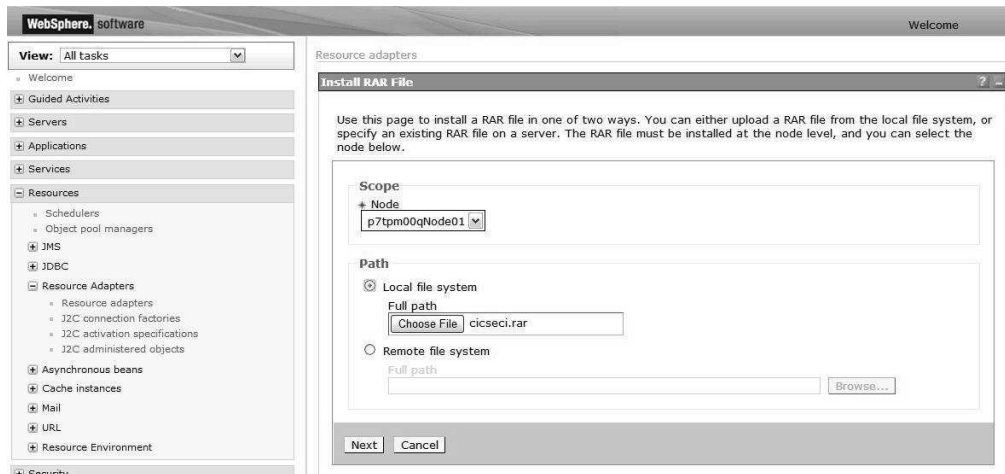 WebSphere. software
Welcome
View: All tasks
Welcome
Guided Activities
Servers
Applications
Services
Resources
Schedulers
Object pool managers
JMS
JDBC
Resource Adapters
Resource adapters
J2C connection factories
J2C activation specifications
J2C administered objects
Asynchronous beans
Cache instances
Mail
URL
Resource Environment
Security
Resource adapters
Install RAR File
Use this page to install a RAR file in one of two ways. You can either upload a RAR file from the local file system, or
specify an existing RAR file on a server. The RAR file must be installed at the node level, and you can select the
node below.
Scope
Node
p7tpm00qNode01
Path
Local file system
Full path
Choose File cicseci.rar
Remote file system
Full path
Browse...
Next Cancel